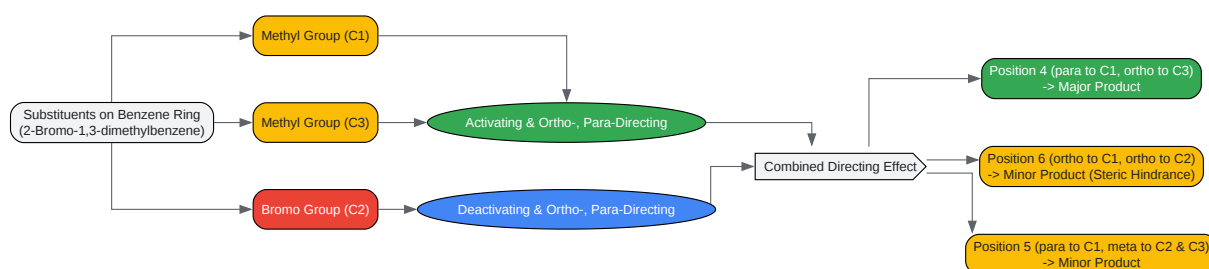 Methyl Group (C1)
Substituents on Benzene Ring
(2-Bromo-1,3-dimethylbenzene)
Methyl Group (C3)
Bromo Group (C2)
Activating & Ortho-, Para-Directing
Deactivating & Ortho-, Para-Directing
Combined Directing Effect
Position 4 (para to C1, ortho to C3)
-> Major Product
Position 6 (ortho to C1, ortho to C2)
-> Minor Product (Steric Hindrance)
Position 5 (para to C1, meta to C2 & C3)
-> Minor Product